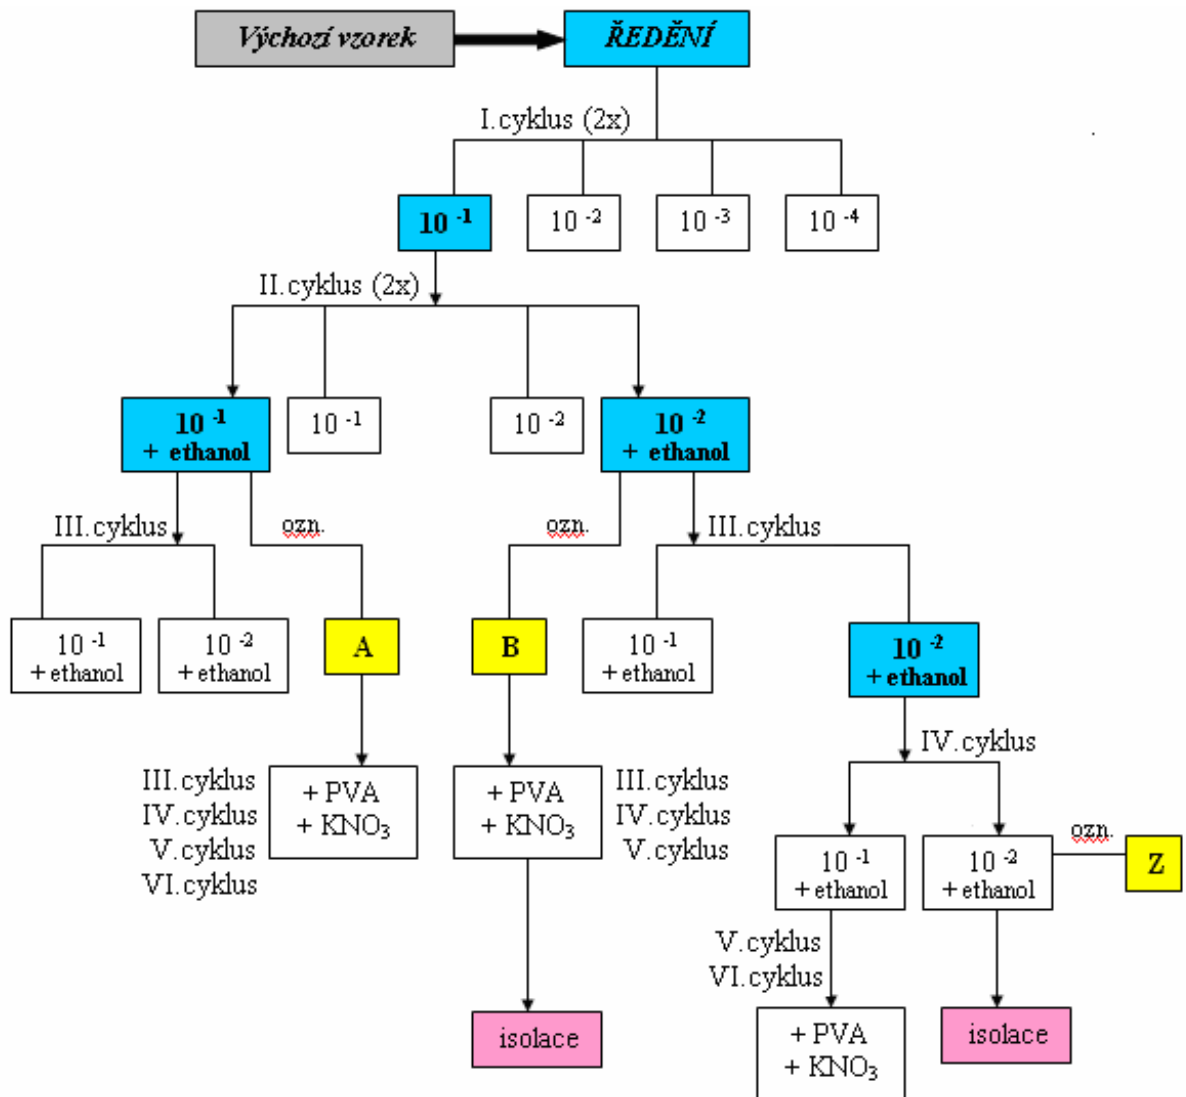 Výchozí vzorek
ŘEDĚNÍ
I.cyklus (2x)
10 -1
10 -2
10 -3
10 -4
II.cyklus (2x)
10 -1
+ ethanol
10 -1
10 -2
10 -2
+ ethanol
III.cyklus
ozn.
ozn.
III.cyklus
10 -1
+ ethanol
10 -2
+ ethanol
A
B
10 -1
+ ethanol
10 -2
+ ethanol
IV.cyklus
III.cyklus
IV.cyklus
V.cyklus
VI.cyklus
+ PVA
+ KNO₃
+ PVA
+ KNO₃
III.cyklus
IV.cyklus
V.cyklus
10 -1
+ ethanol
10 -2
+ ethanol
ozn.
Z
V.cyklus
VI.cyklus
isolace
+ PVA
+ KNO₃
isolace